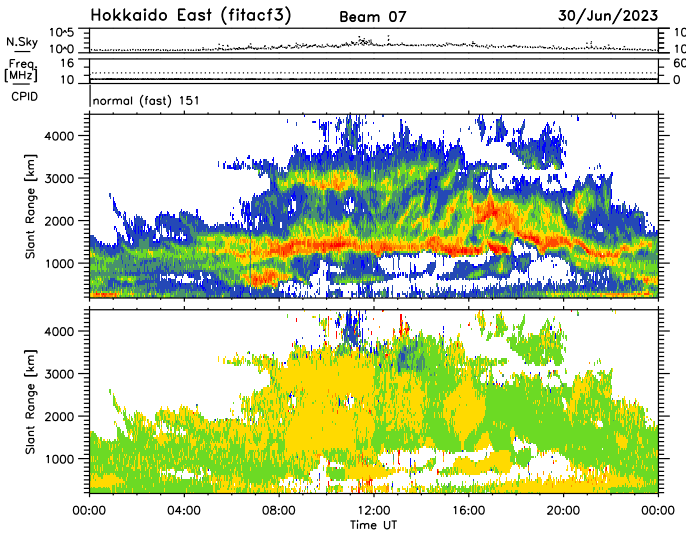 Hokkaido East (fitacf3) Beam 07 30/Jun/2023
N.Sky 10^5 10^0 10 10
Freq. [MHz] 16 10 60 0
CPID normal (fast) 151
Slant Range [km] 4000 3000 2000 1000
Slant Range [km] 4000 3000 2000 1000
00:00 04:00 08:00 12:00 16:00 20:00 00:00
Time UT